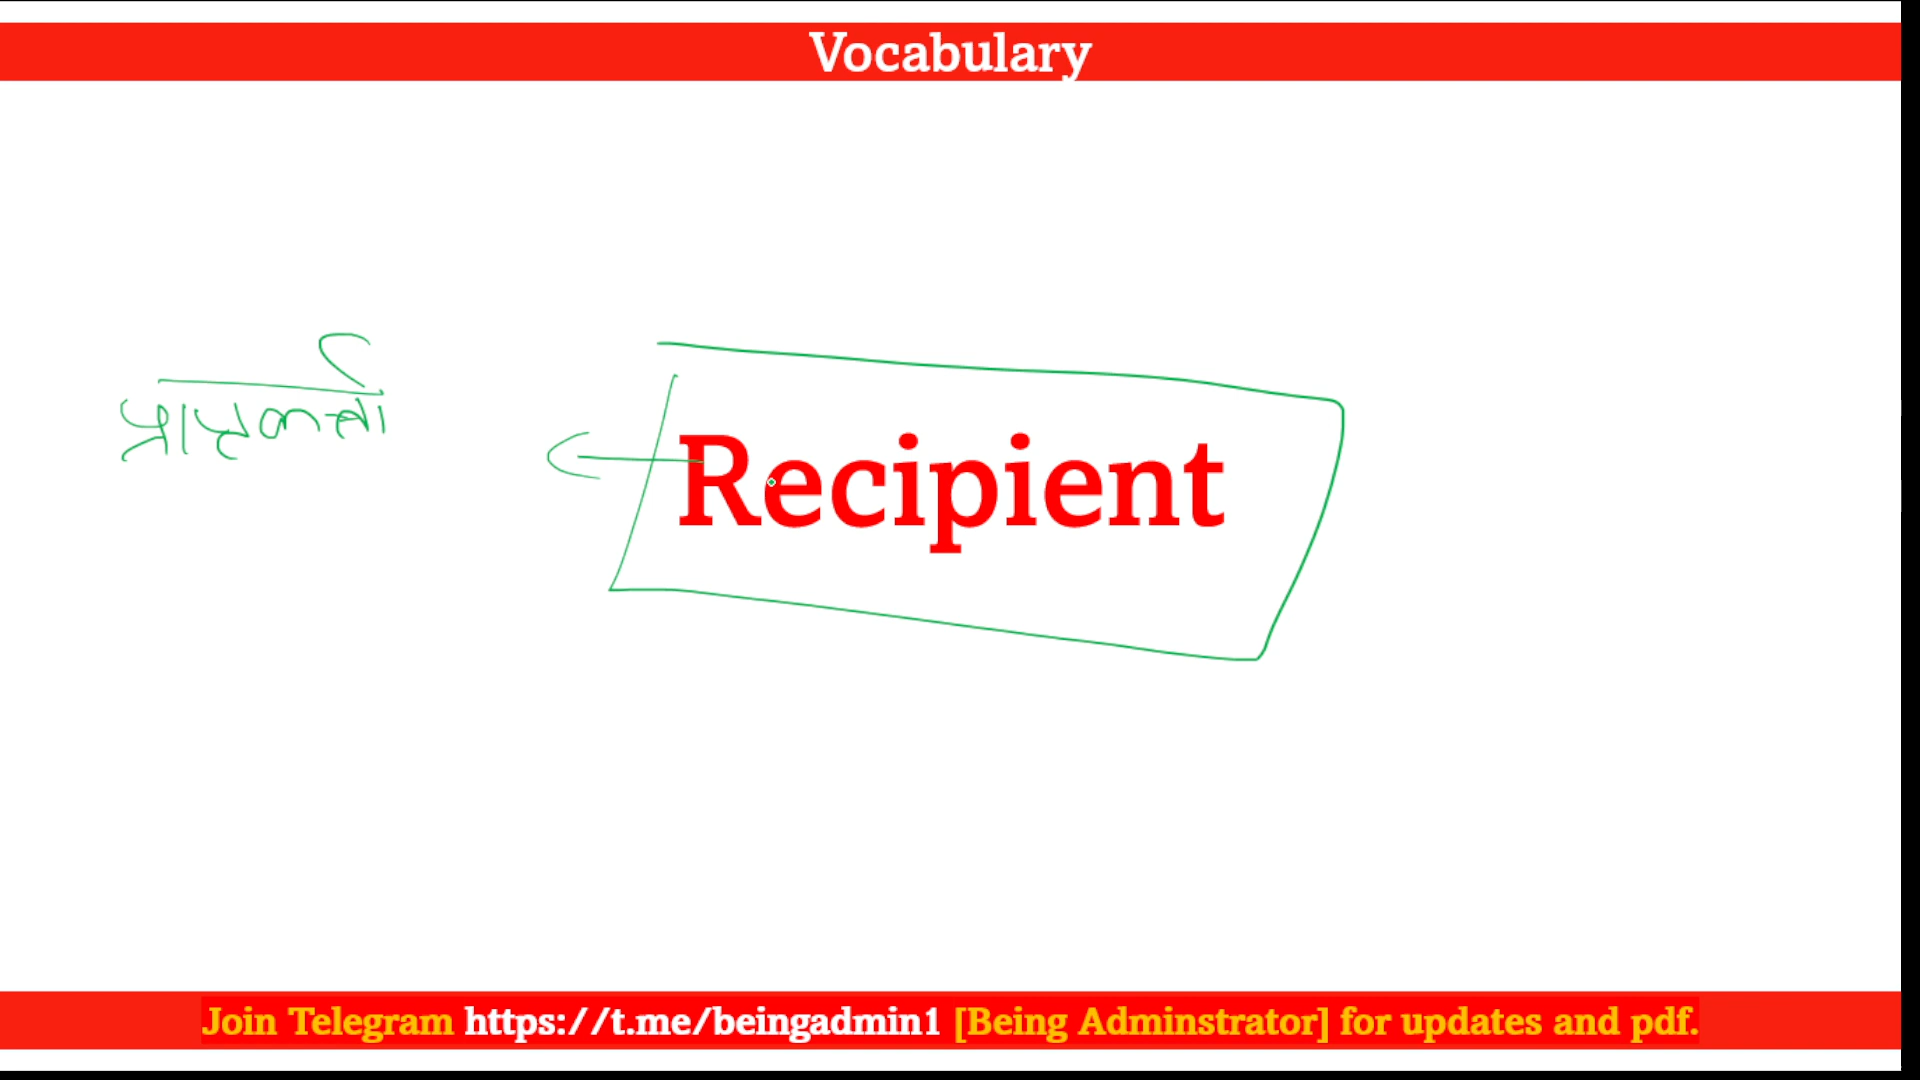 Vocabulary
प्राप्तकर्ता
Recipient
Join Telegram https://t.me/beingadmin1 [Being Adminstrator] for updates and pdf.